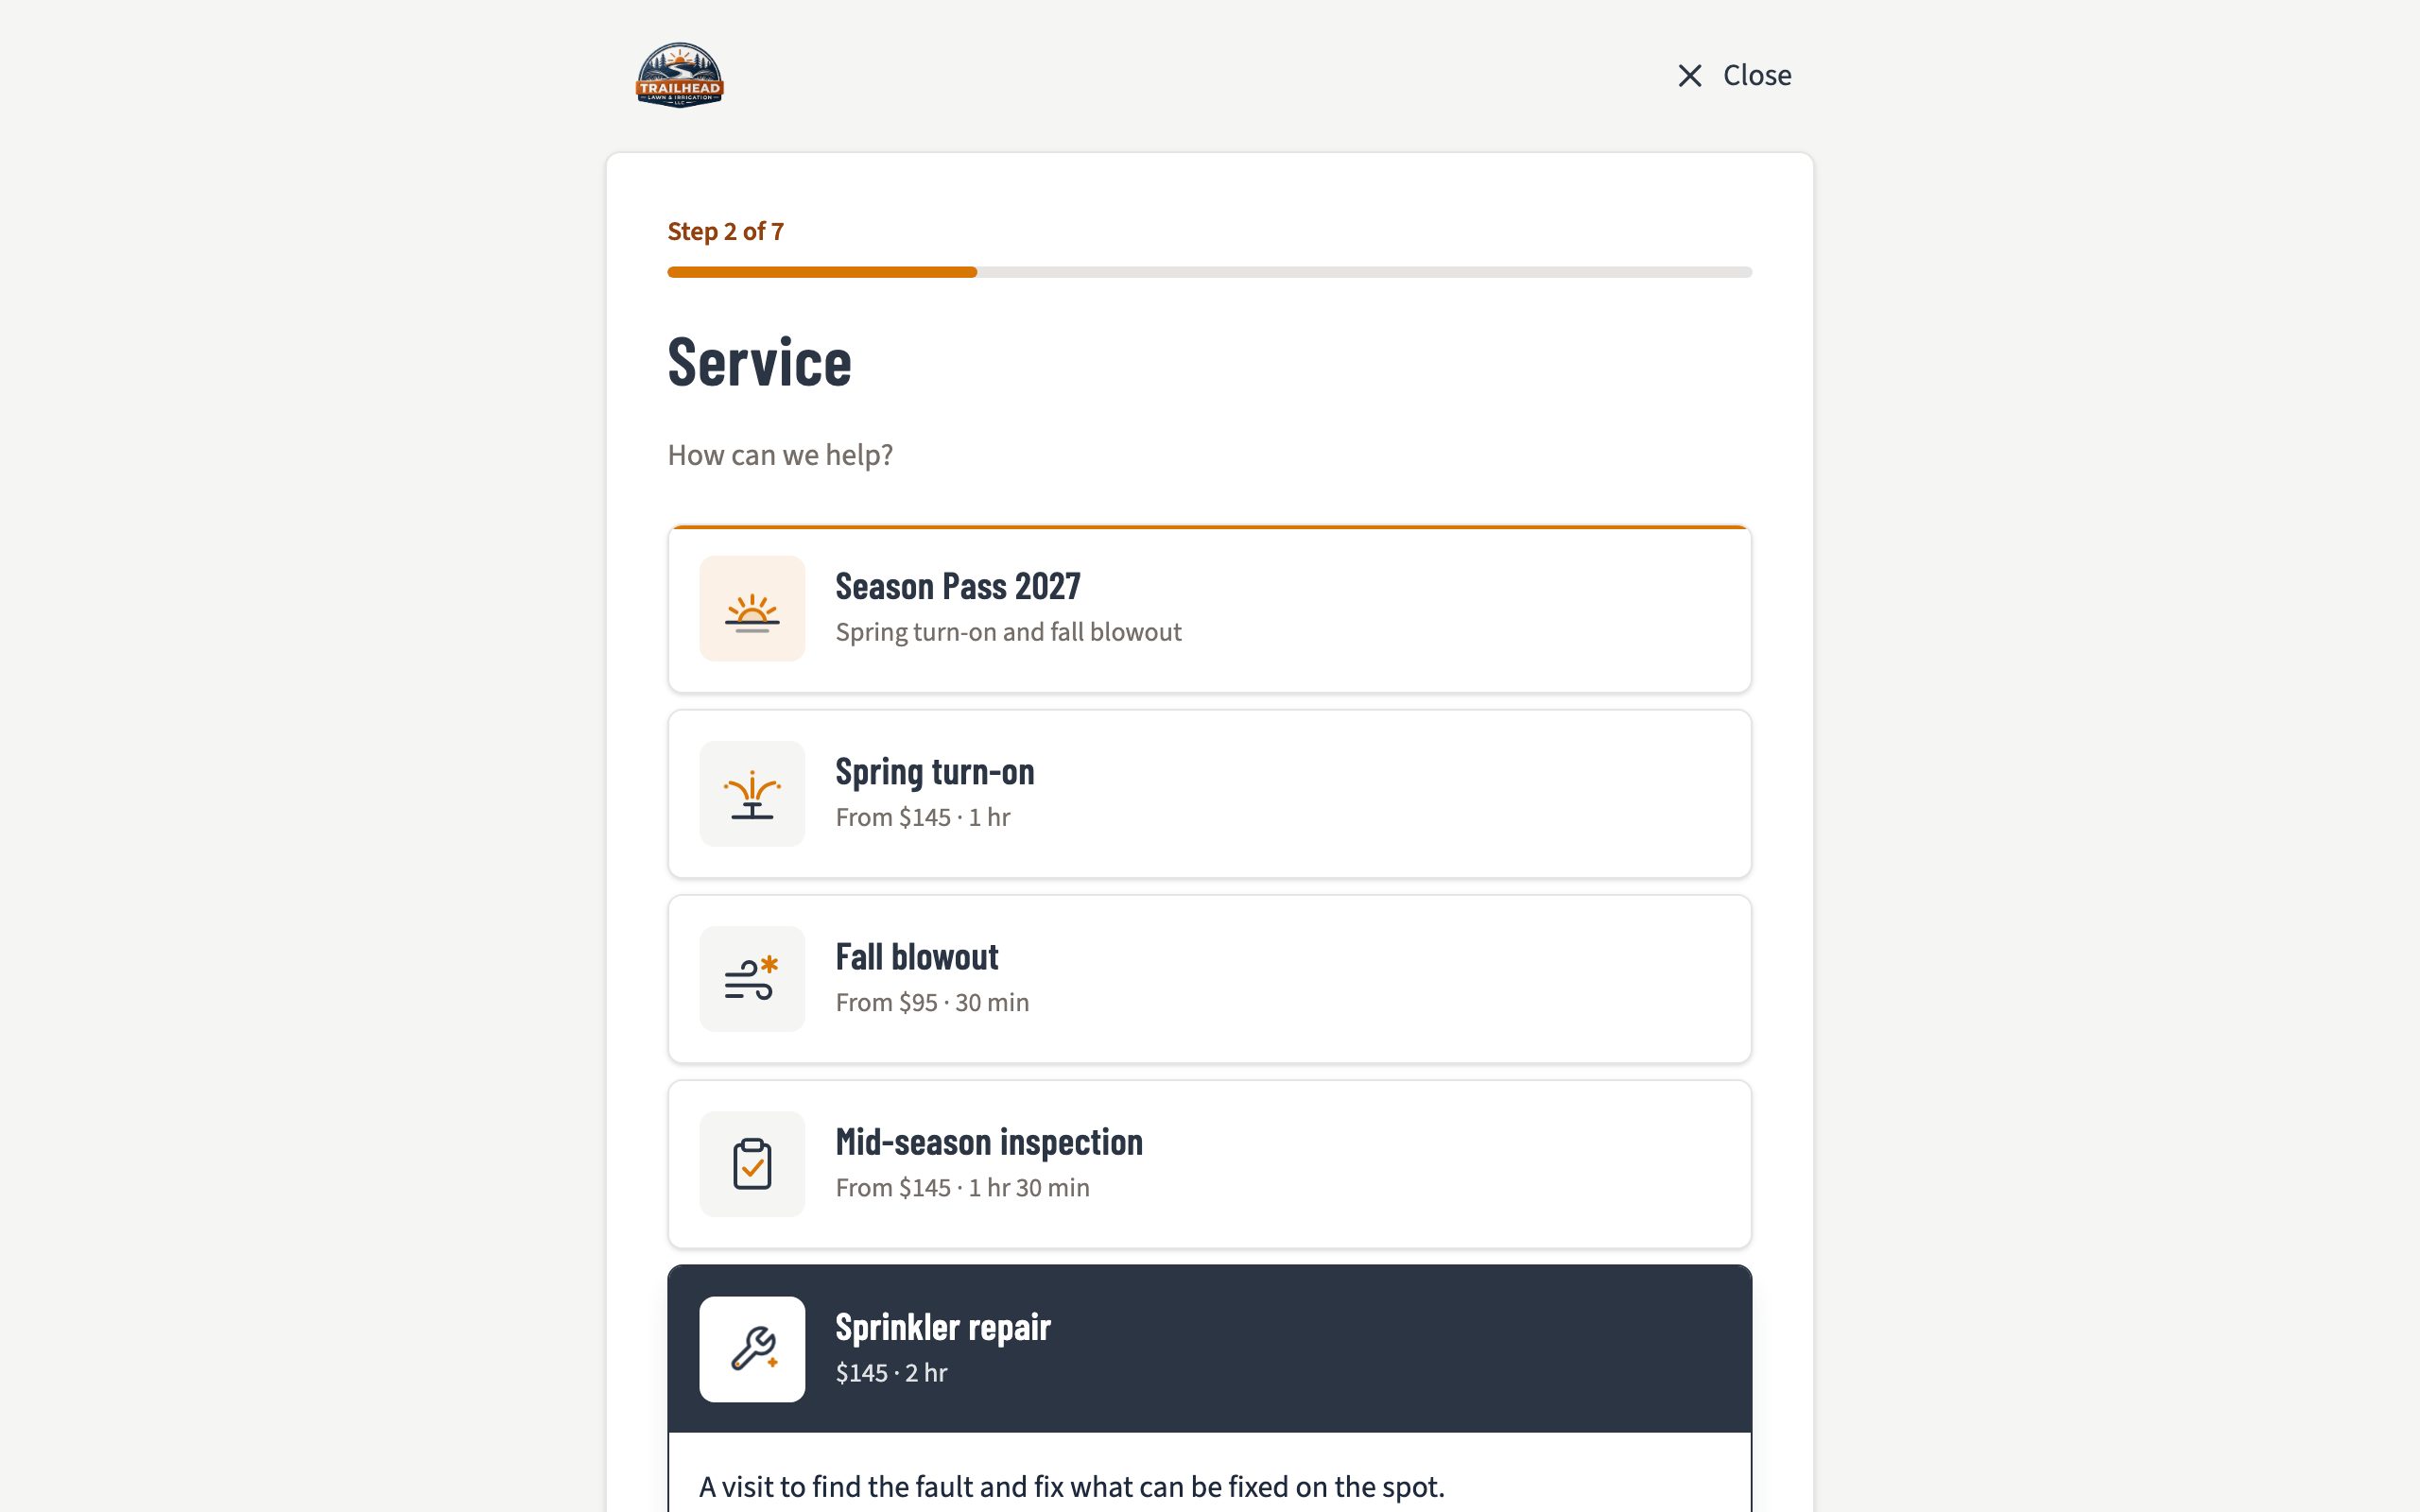 TRAILHEAD
LAWN & IRRIGATION
LLC
Close
Step 2 of 7
Service
How can we help?
Season Pass 2027
Spring turn-on and fall blowout
Spring turn-on
From $145 · 1 hr
Fall blowout
From $95 · 30 min
Mid-season inspection
From $145 · 1 hr 30 min
Sprinkler repair
$145 · 2 hr
A visit to find the fault and fix what can be fixed on the spot.